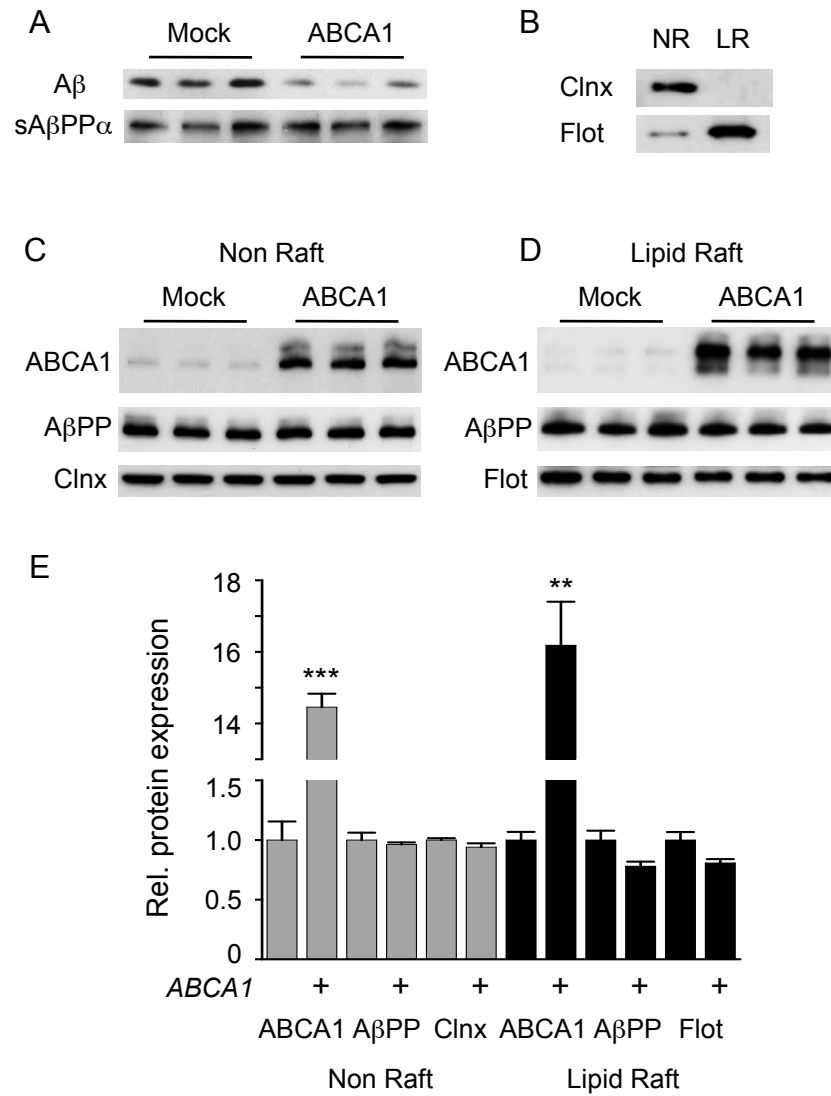 A
Mock ABCA1
Aβ
sAβPPα
B
NR LR
Clnx
Flot
C
Non Raft
Mock ABCA1
ABCA1
AβPP
Clnx
D
Lipid Raft
Mock ABCA1
ABCA1
AβPP
Flot
E
Rel. protein expression
18
16
14
1.5
1.0
0.5
0
*** **
ABCA1 + + + + + +
ABCA1 AβPP Clnx ABCA1 AβPP Flot
Non Raft Lipid Raft